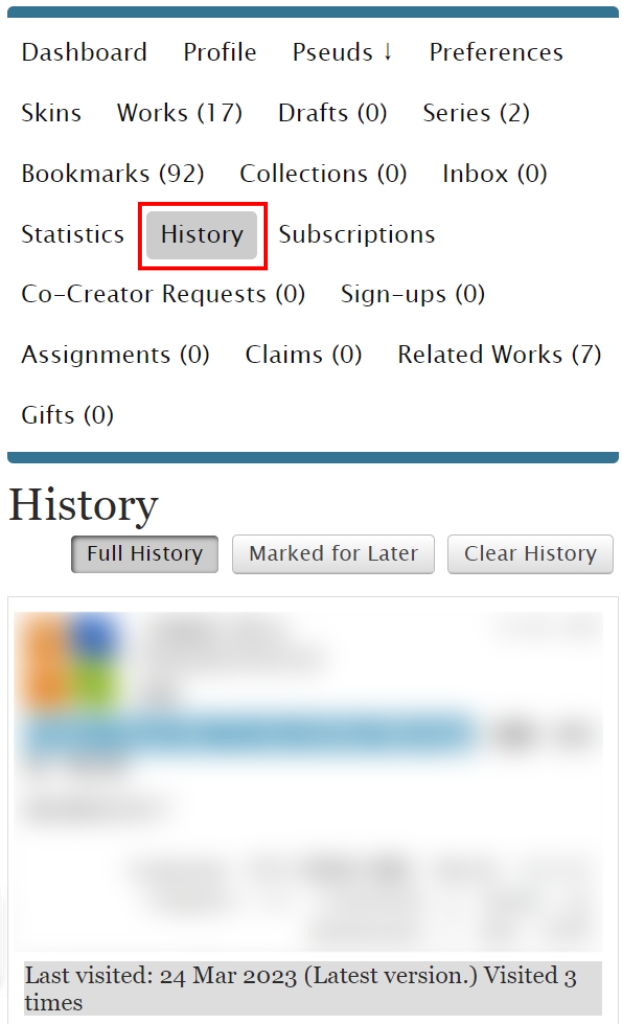 Dashboard Profile Pseuds ↓ Preferences
Skins Works (17) Drafts (0) Series (2)
Bookmarks (92) Collections (0) Inbox (0)
Statistics History Subscriptions
Co-Creator Requests (0) Sign-ups (0)
Assignments (0) Claims (0) Related Works (7)
Gifts (0)
History
Full History Marked for Later Clear History
Last visited: 24 Mar 2023 (Latest version.) Visited 3
times